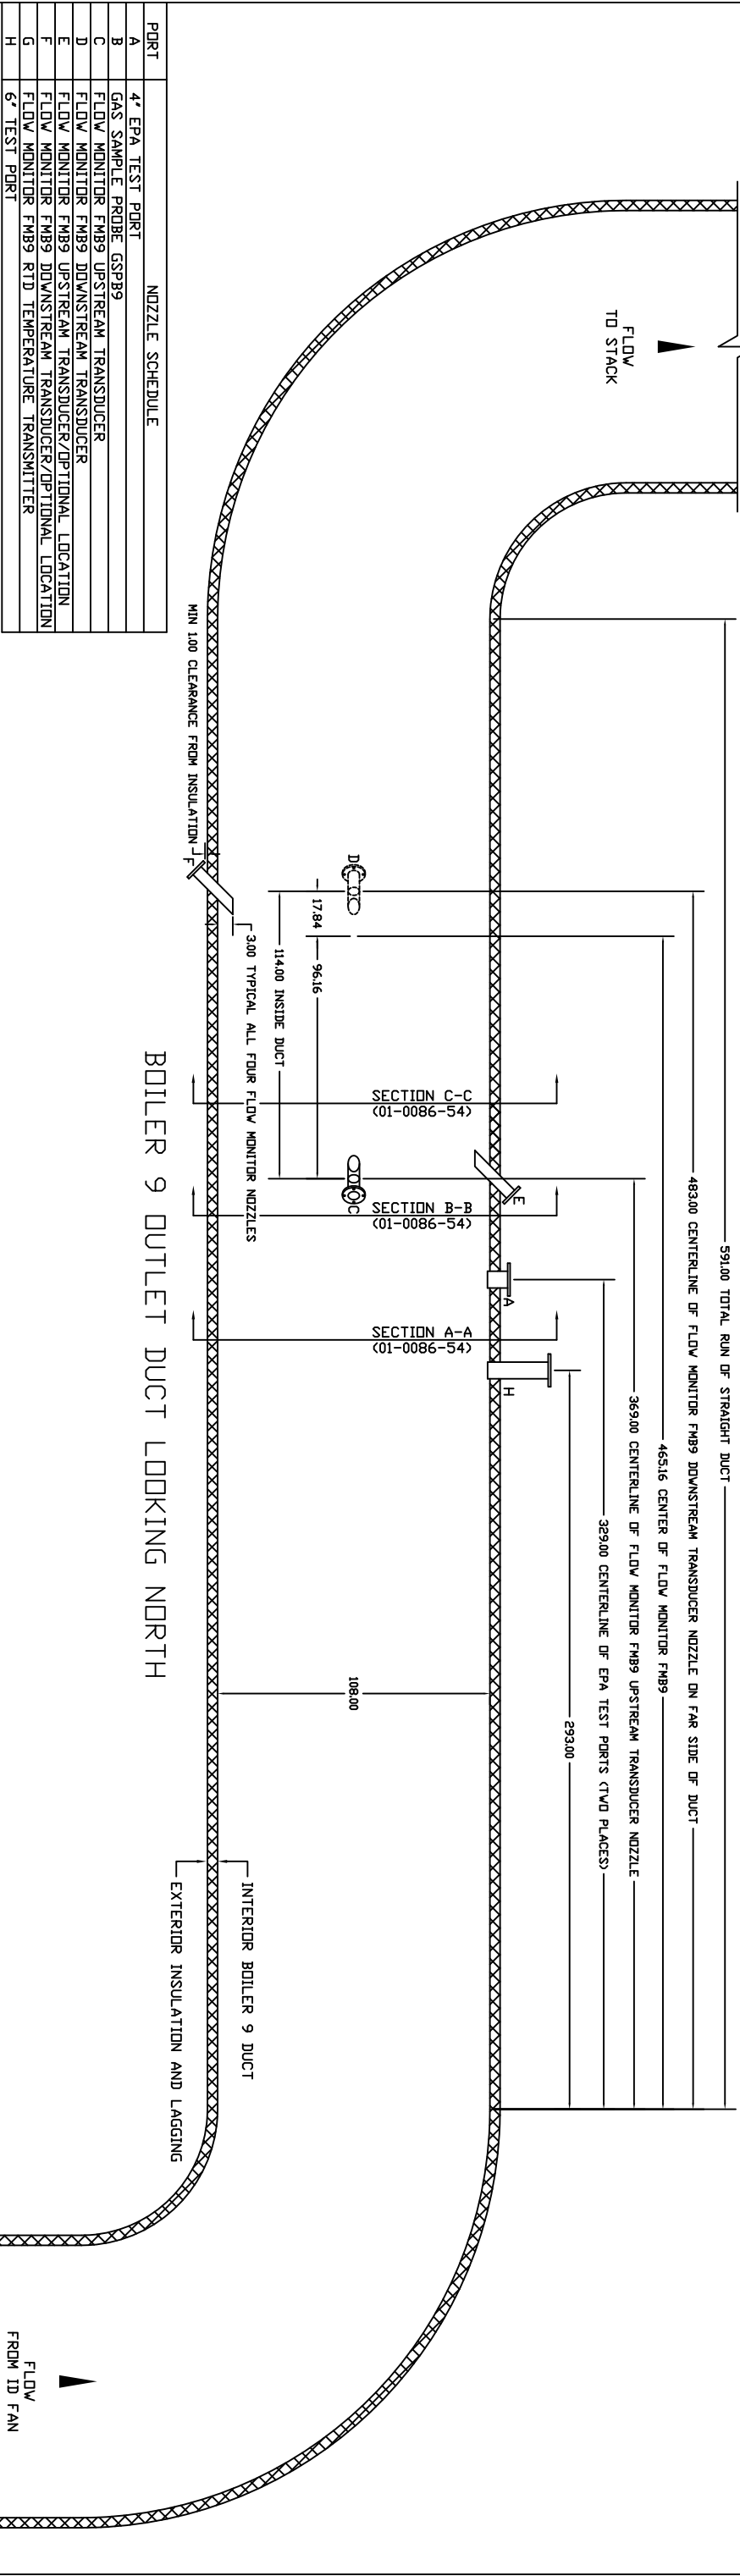 FLOW
TO STACK
591.00 TOTAL RUN OF STRAIGHT DUCT
483.00 CENTERLINE OF FLOW MONITOR FMB9 DOWNSTREAM TRANSDUCER NOZZLE ON FAR SIDE OF DUCT
465.16 CENTER OF FLOW MONITOR FMB9
369.00 CENTERLINE OF FLOW MONITOR FMB9 UPSTREAM TRANSDUCER NOZZLE
329.00 CENTERLINE OF EPA TEST PORTS (TWO PLACES)
293.00
E
A
H
D
C
17.84
96.16
114.00 INSIDE DUCT
SECTION C-C
(01-0086-54)
SECTION B-B
(01-0086-54)
SECTION A-A
(01-0086-54)
108.00
3.00 TYPICAL ALL FOUR FLOW MONITOR NOZZLES
MIN 1.00 CLEARANCE FROM INSULATION
F
INTERIOR BOILER 9 DUCT
EXTERIOR INSULATION AND LAGGING
BOILER 9 OUTLET DUCT LOOKING NORTH
FLOW
FROM ID FAN
PORT NOZZLE SCHEDULE
A 4" EPA TEST PORT
B GAS SAMPLE PROBE GSPB9
C FLOW MONITOR FMB9 UPSTREAM TRANSDUCER
D FLOW MONITOR FMB9 DOWNSTREAM TRANSDUCER
E FLOW MONITOR FMB9 UPSTREAM TRANSDUCER/OPTIONAL LOCATION
F FLOW MONITOR FMB9 DOWNSTREAM TRANSDUCER/OPTIONAL LOCATION
G FLOW MONITOR FMB9 RTD TEMPERATURE TRANSMITTER
H 6" TEST PORT